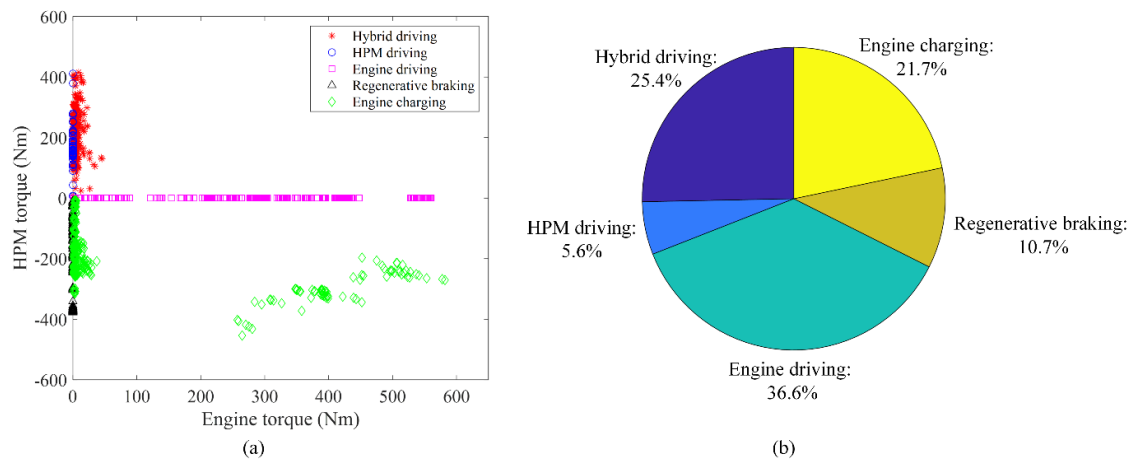 600
400
200
0
-200
-400
-600
HPM torque (Nm)
0 100 200 300 400 500 600
Engine torque (Nm)
Hybrid driving
HPM driving
Engine driving
Regenerative braking
Engine charging
(a)
Hybrid driving:
25.4%
Engine charging:
21.7%
HPM driving:
5.6%
Regenerative braking:
10.7%
Engine driving:
36.6%
(b)